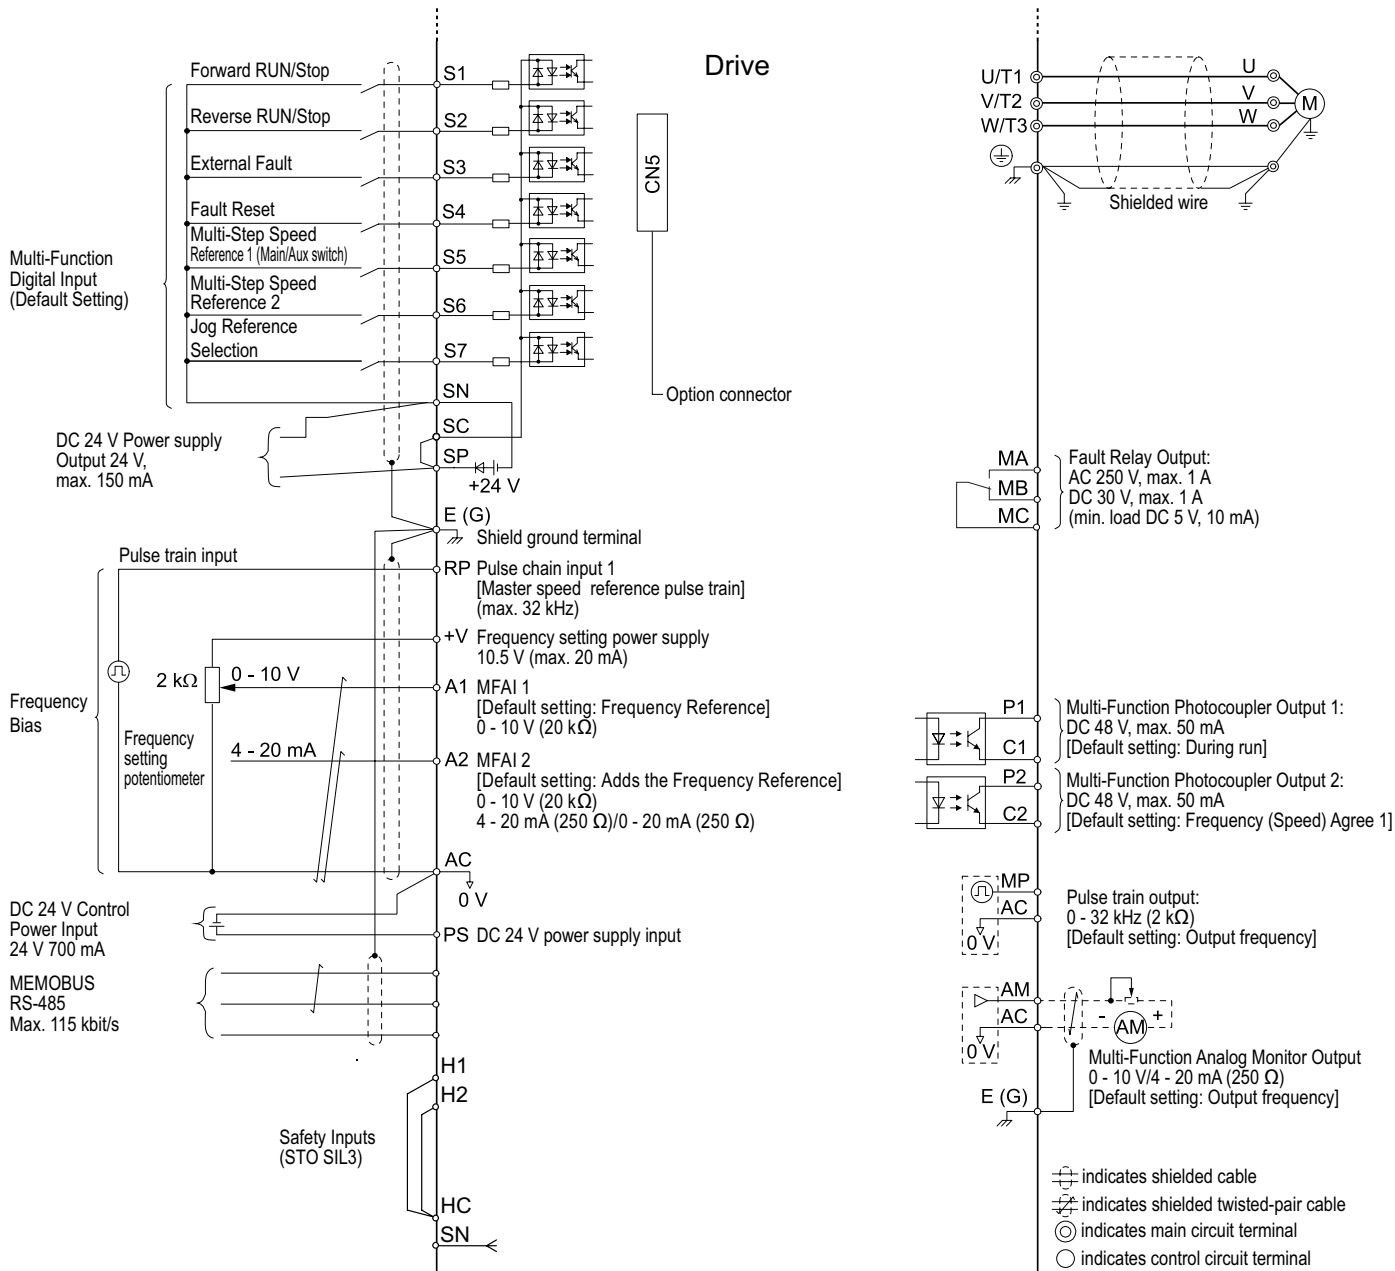 Drive
Forward RUN/Stop
S1
Reverse RUN/Stop
S2
External Fault
S3
Fault Reset
S4
Multi-Step Speed
Reference 1 (Main/Aux switch)
S5
Multi-Step Speed
Reference 2
S6
Jog Reference
Selection
S7
Multi-Function
Digital Input
(Default Setting)
SN
SC
SP
+24 V
DC 24 V Power supply
Output 24 V,
max. 150 mA
CN5
Option connector
E (G)
Shield ground terminal
Pulse train input
RP Pulse chain input 1
[Master speed reference pulse train]
(max. 32 kHz)
+V Frequency setting power supply
10.5 V (max. 20 mA)
2 kΩ
0 - 10 V
A1 MFAI 1
[Default setting: Frequency Reference]
0 - 10 V (20 kΩ)
Frequency
Bias
Frequency
setting
potentiometer
4 - 20 mA
A2 MFAI 2
[Default setting: Adds the Frequency Reference]
0 - 10 V (20 kΩ)
4 - 20 mA (250 Ω)/0 - 20 mA (250 Ω)
AC
0 V
DC 24 V Control
Power Input
24 V 700 mA
PS DC 24 V power supply input
MEMOBUS
RS-485
Max. 115 kbit/s
H1
H2
Safety Inputs
(STO SIL3)
HC
SN
U/T1
V/T2
W/T3
U
V
W
M
Shielded wire
MA
MB
MC
Fault Relay Output:
AC 250 V, max. 1 A
DC 30 V, max. 1 A
(min. load DC 5 V, 10 mA)
P1
C1
Multi-Function Photocoupler Output 1:
DC 48 V, max. 50 mA
[Default setting: During run]
P2
C2
Multi-Function Photocoupler Output 2:
DC 48 V, max. 50 mA
[Default setting: Frequency (Speed) Agree 1]
MP
AC
0 V
Pulse train output:
0 - 32 kHz (2 kΩ)
[Default setting: Output frequency]
AM
AC
0 V
- +
AM
Multi-Function Analog Monitor Output
0 - 10 V/4 - 20 mA (250 Ω)
[Default setting: Output frequency]
E (G)
indicates shielded cable
indicates shielded twisted-pair cable
indicates main circuit terminal
indicates control circuit terminal